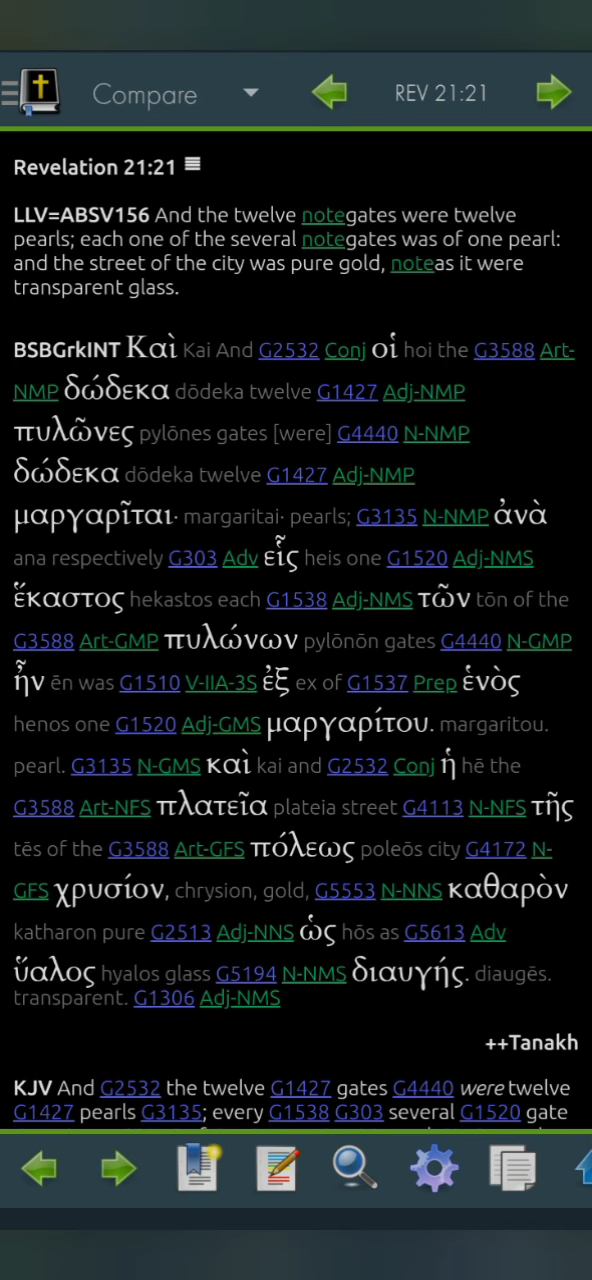 Compare
REV 21:21
Revelation 21:21
LLV=ABSV156 And the twelve notegates were twelve
pearls; each one of the several notegates was of one pearl:
and the street of the city was pure gold, noteas it were
transparent glass.
BSBGrkINT Καὶ Kai And G2532 Conj οἱ hoi the G3588 Art-
NMP δώδεκα dōdeka twelve G1427 Adj-NMP
πυλῶνες pylōnes gates [were] G4440 N-NMP
δώδεκα dōdeka twelve G1427 Adj-NMP
μαργαρῖται· margaritai· pearls; G3135 N-NMP ἀνὰ
ana respectively G303 Adv εἷς heis one G1520 Adj-NMS
ἕκαστος hekastos each G1538 Adj-NMS τῶν tōn of the
G3588 Art-GMP πυλώνων pylōnōn gates G4440 N-GMP
ἦν ēn was G1510 V-IIA-3S ἐξ ex of G1537 Prep ἑνὸς
henos one G1520 Adj-GMS μαργαρίτου. margaritou.
pearl. G3135 N-GMS καὶ kai and G2532 Conj ἡ hē the
G3588 Art-NFS πλατεῖα plateia street G4113 N-NFS τῆς
tēs of the G3588 Art-GFS πόλεως poleōs city G4172 N-
GFS χρυσίον, chrysion, gold, G5553 N-NNS καθαρὸν
katharon pure G2513 Adj-NNS ὡς hōs as G5613 Adv
ὕαλος hyalos glass G5194 N-NMS διαυγής. diaugēs.
transparent. G1306 Adj-NMS
++Tanakh
KJV And G2532 the twelve G1427 gates G4440 were twelve
G1427 pearls G3135; every G1538 G303 several G1520 gate